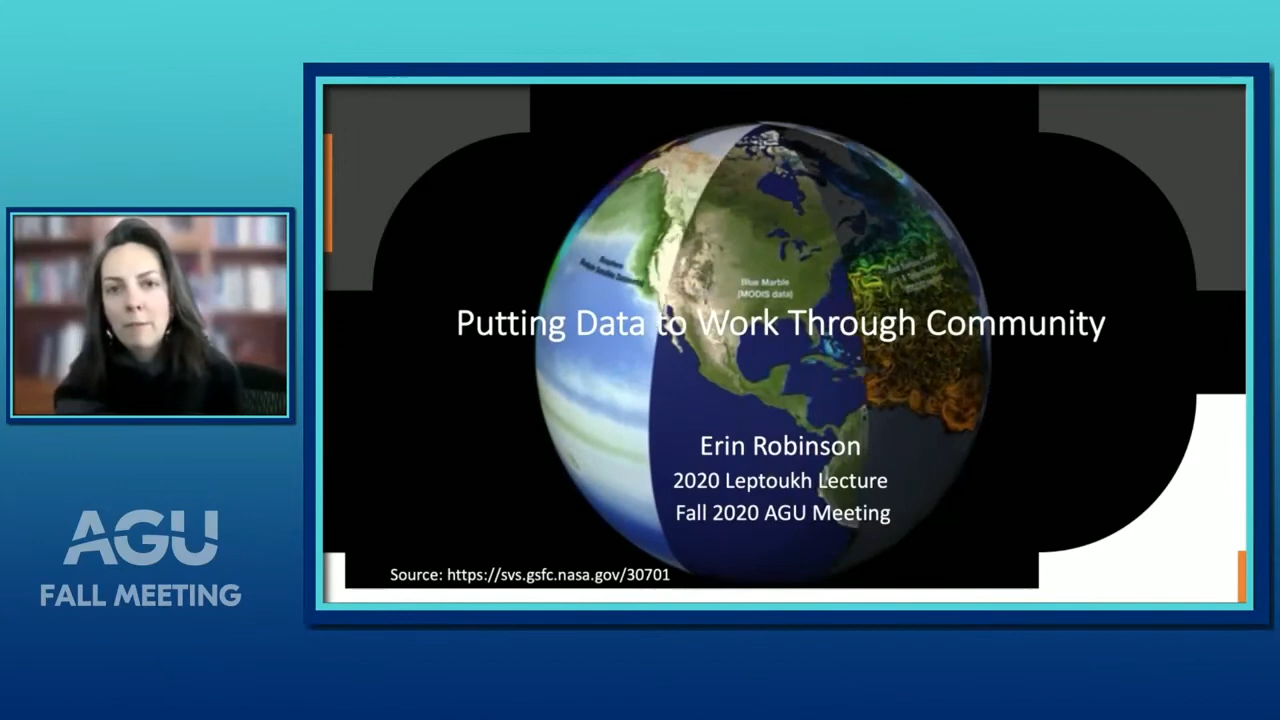 Biosphere
Blue Marble
(MODIS data)
Putting Data to Work Through Community
Erin Robinson
2020 Leptoukh Lecture
Fall 2020 AGU Meeting
Source: https://svs.gsfc.nasa.gov/30701
AGU
FALL MEETING